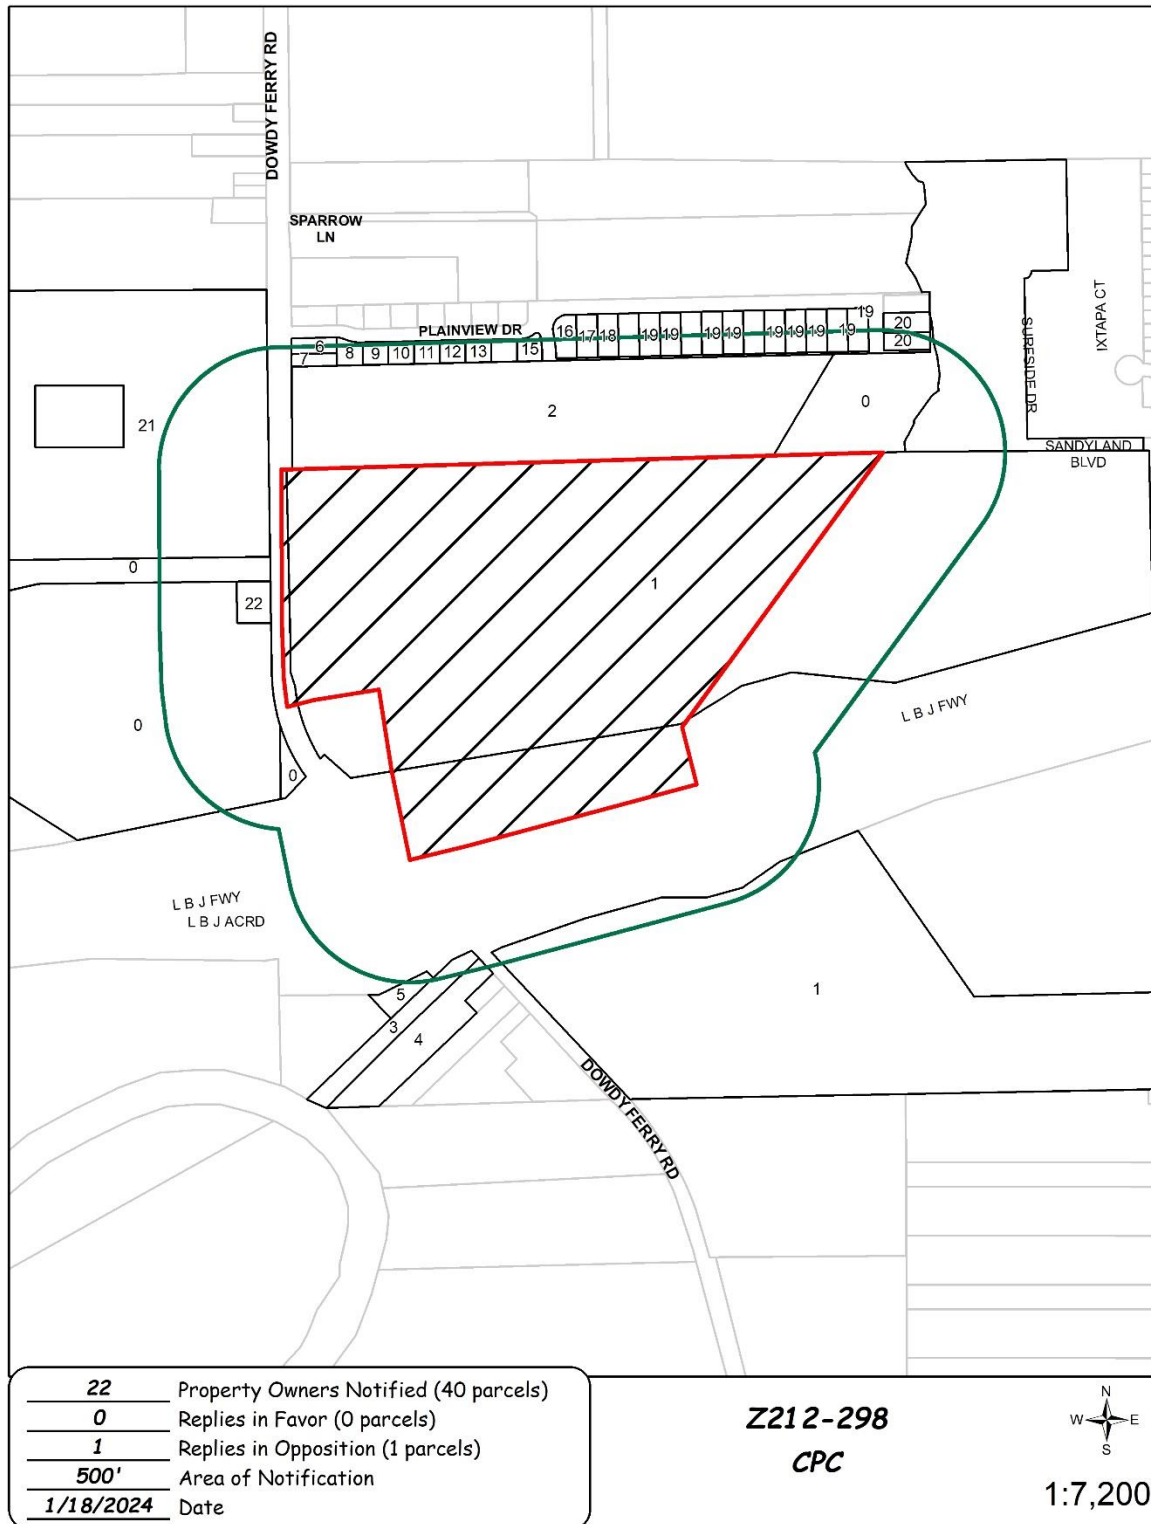 DOWDY FERRY RD
SPARROW
LN
PLAINVIEW DR
SURFSIDE DR
IXTAPA CT
SANDYLAND
BLVD
6
7
8
9
10
11
12
13
15
16
17
18
19
19
19
19
19
19
19
19
19
20
20
2
0
21
0
22
1
0
0
L B J FWY
L B J FWY
L B J ACRD
5
3
4
1
DOWDY FERRY RD
22 Property Owners Notified (40 parcels)
0 Replies in Favor (0 parcels)
1 Replies in Opposition (1 parcels)
500' Area of Notification
1/18/2024 Date
Z212-298
CPC
N
W E
S
1:7,200